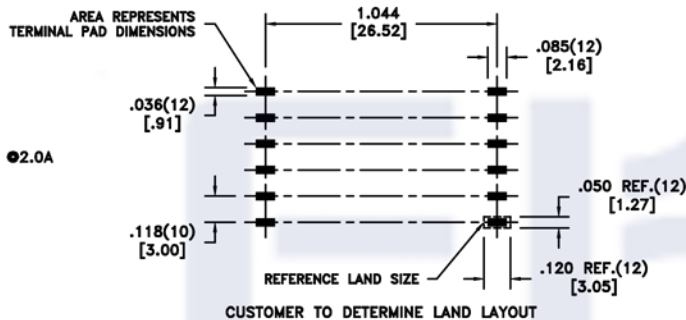 AREA REPRESENTS
TERMINAL PAD DIMENSIONS
1.044
[26.52]
.085(12)
[2.16]
.036(12)
[.91]
2.0A
.050 REF.(12)
[1.27]
.118(10)
[3.00]
REFERENCE LAND SIZE
.120 REF.(12)
[3.05]
CUSTOMER TO DETERMINE LAND LAYOUT